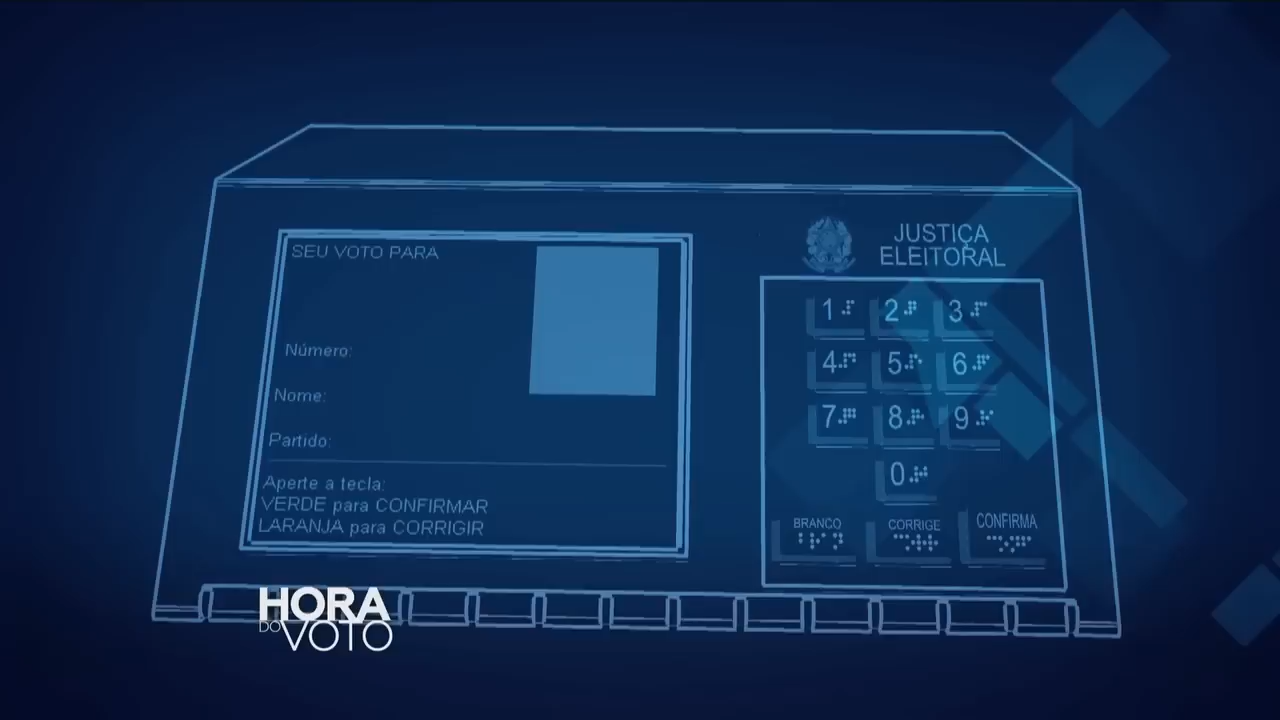 SEU VOTO PARA
Número:
Nome:
Partido:
Aperte a tecla:
VERDE para CONFIRMAR
LARANJA para CORRIGIR
JUSTIÇA
ELEITORAL
1 2 3
4 5 6
7 8 9
0
BRANCO CORRIGE CONFIRMA
HORA
DO VOTO